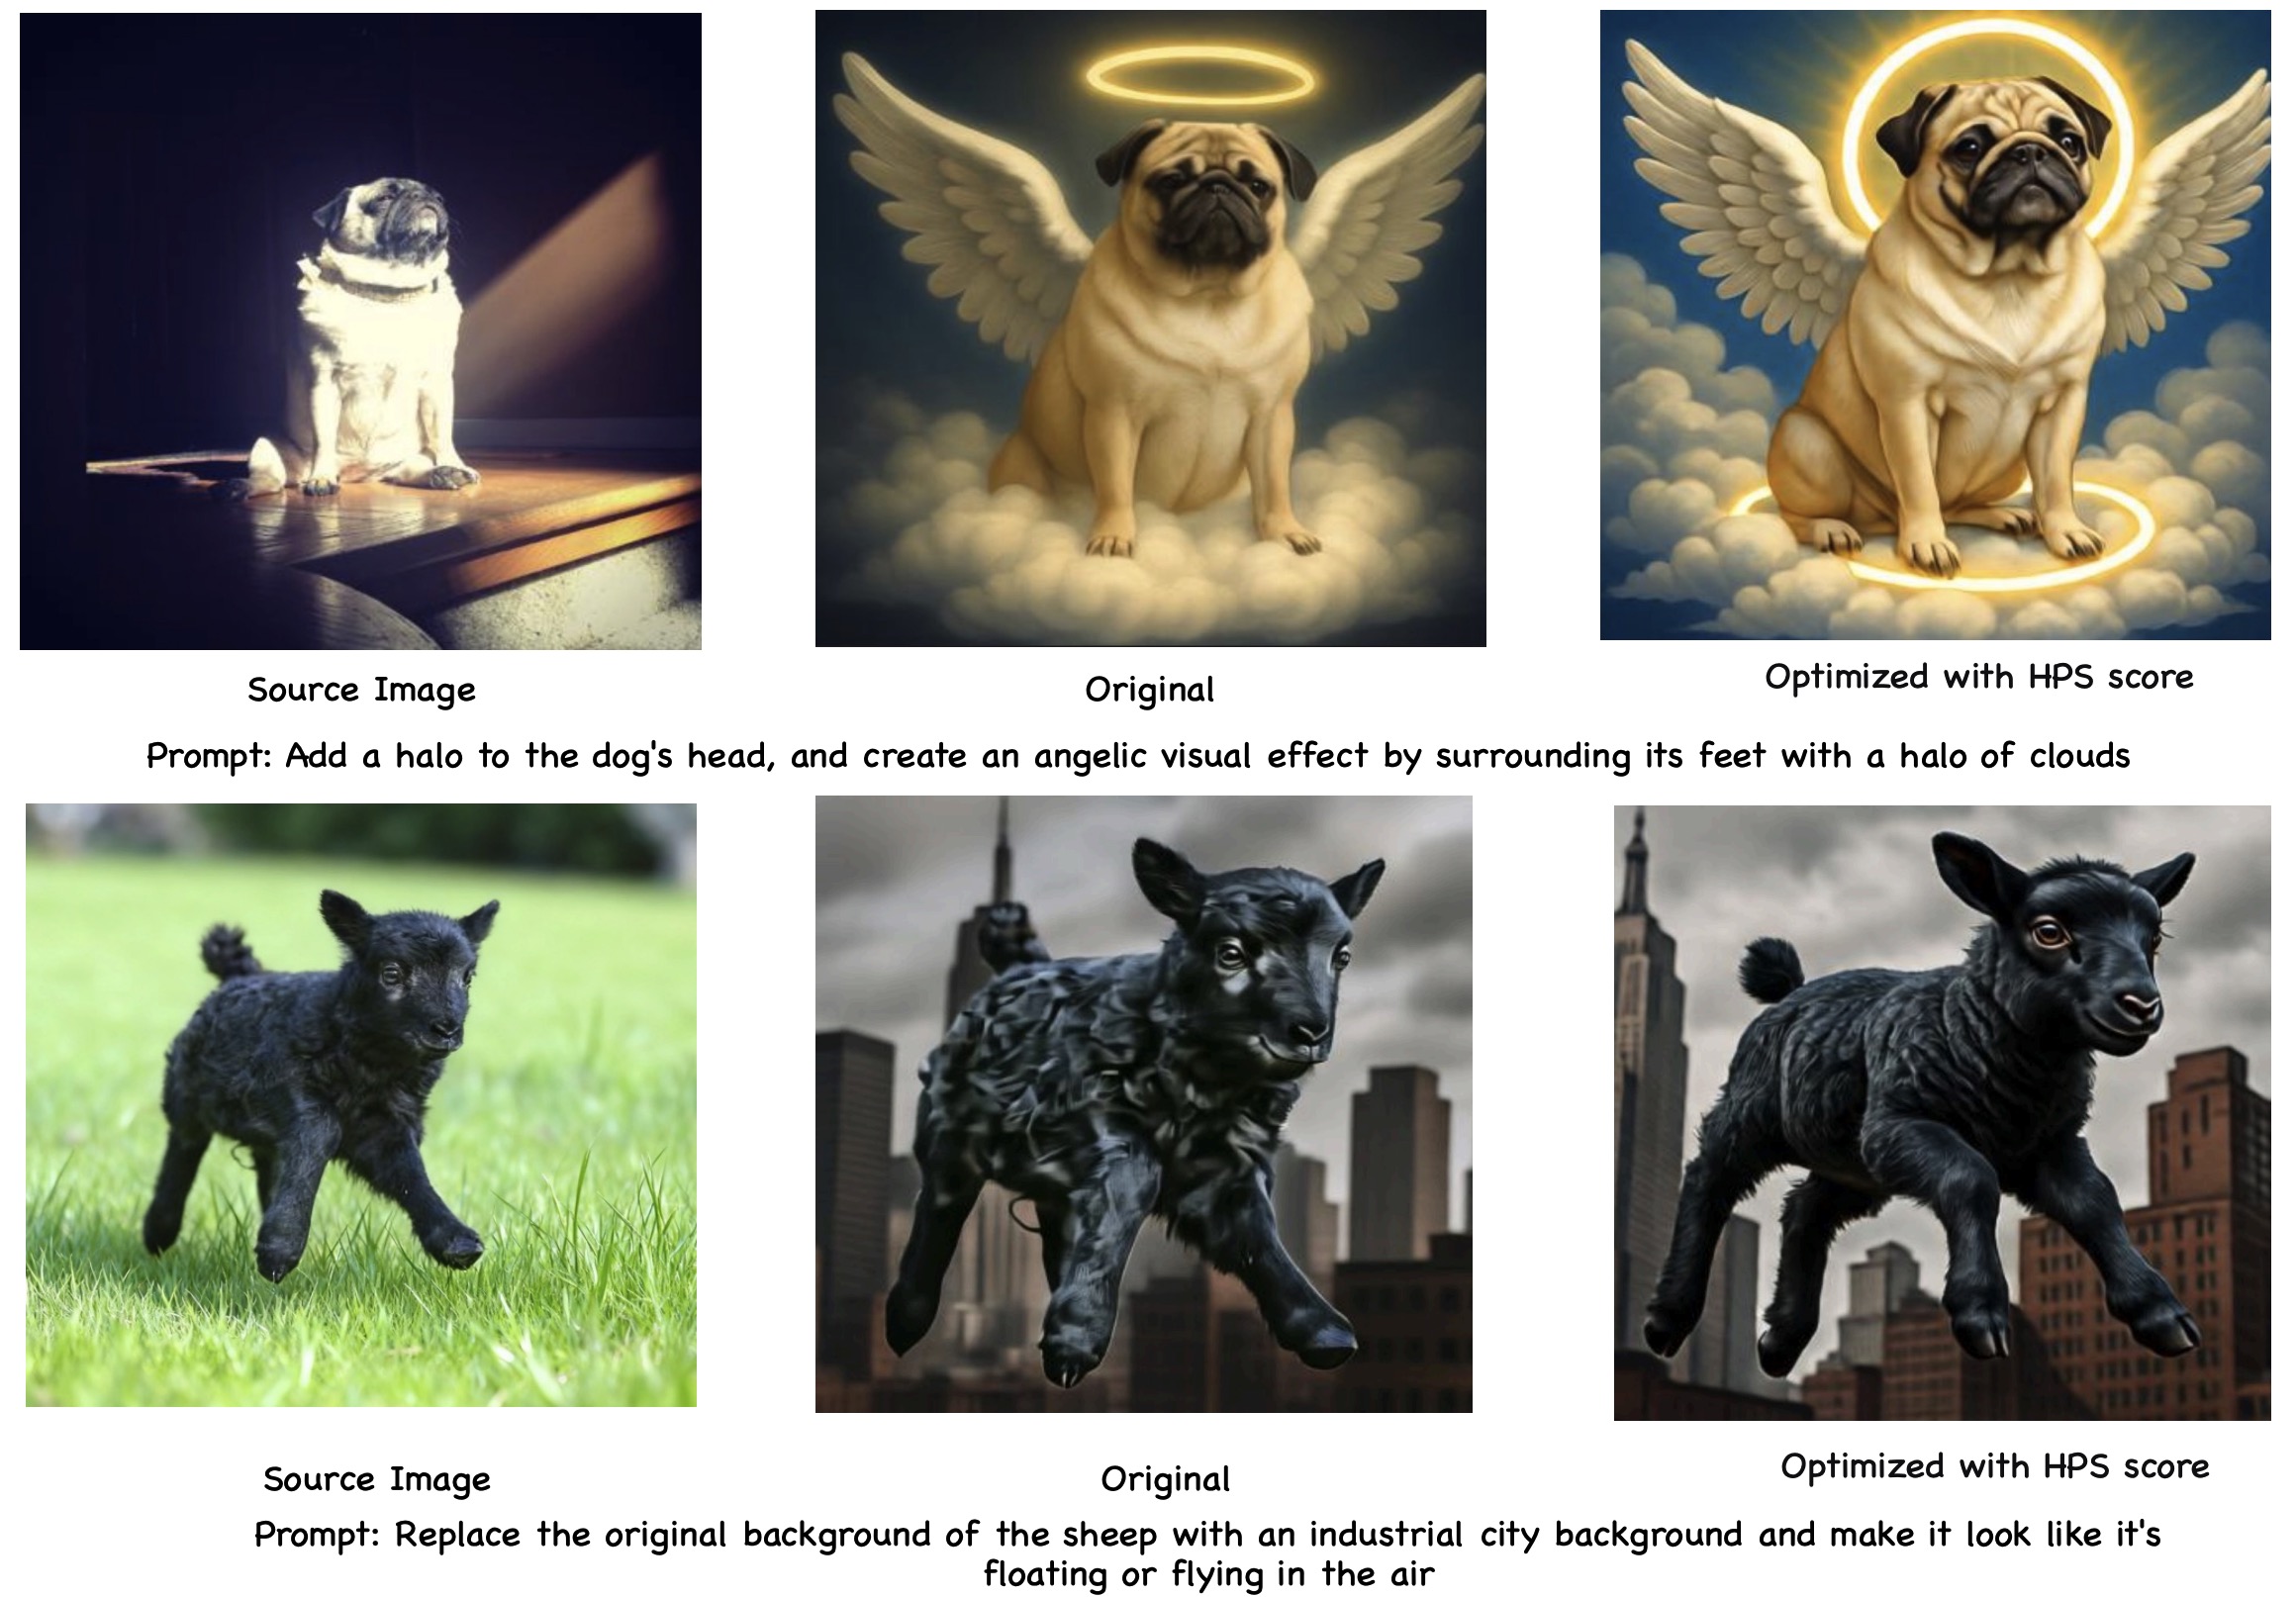 Source Image
Original
Optimized with HPS score
Prompt: Add a halo to the dog's head, and create an angelic visual effect by surrounding its feet with a halo of clouds
Source Image
Original
Optimized with HPS score
Prompt: Replace the original background of the sheep with an industrial city background and make it look like it's
floating or flying in the air